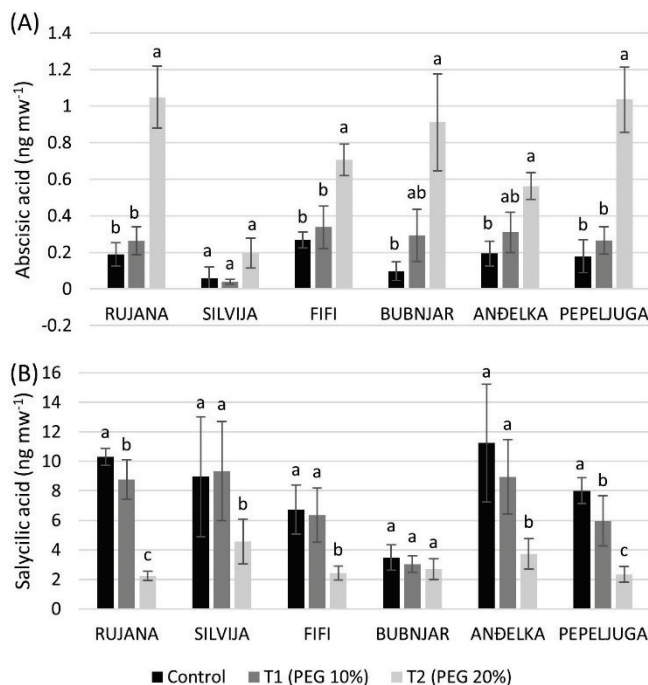 (A)
Abscisic acid (ng mw⁻¹)
1.4
1.2
1
0.8
0.6
0.4
0.2
0
-0.2
b b a
a a a
b b a
b ab a
b ab a
b b a
RUJANA SILVIJA FIFI BUBNJAR ANĐELKA PEPELJUGA
(B)
Salycilic acid (ng mw⁻¹)
16
14
12
10
8
6
4
2
0
a b c
a a b
a a b
a a a
a a b
a b c
RUJANA SILVIJA FIFI BUBNJAR ANĐELKA PEPELJUGA
Control T1 (PEG 10%) T2 (PEG 20%)